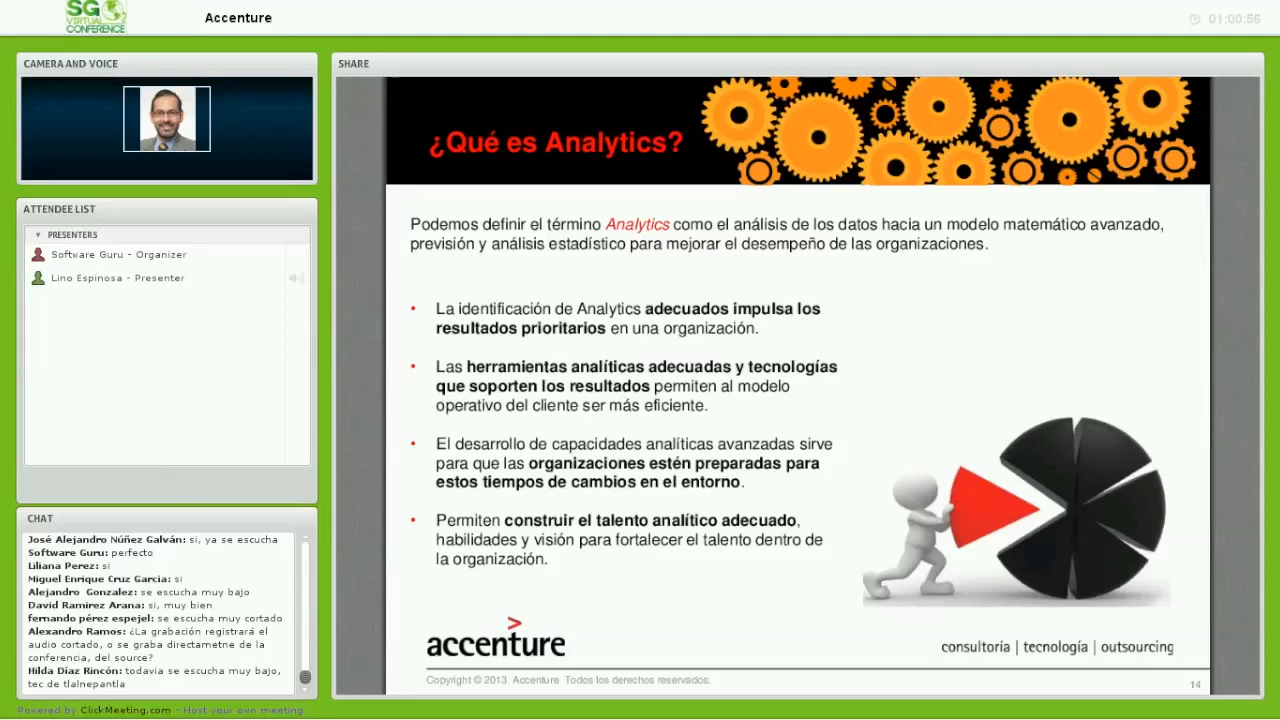 SG
VIRTUAL
CONFERENCE
Accenture
01:00:56
CAMERA AND VOICE
ATTENDEE LIST
PRESENTERS
Software Guru - Organizer
Lino Espinosa - Presenter
CHAT
José Alejandro Núñez Galván: si, ya se escucha
Software Guru: perfecto
Liliana Perez: si
Miguel Enrique Cruz Garcia: si
Alejandro  Gonzalez: se escucha muy bajo
David Ramirez Arana: si, muy bien
fernando pérez espejel: se escucha muy cortado
Alexandro Ramos: ¿La grabación registrará el
audio cortado, o se graba directametne de la
conferencia, del source?
Hilda Díaz Rincón: todavia se escucha muy bajo,
tec de tlalnepantla
Powered by ClickMeeting.com - Host your own meeting
SHARE
¿Qué es Analytics?
Podemos definir el término Analytics como el análisis de los datos hacia un modelo matemático avanzado,
previsión y análisis estadístico para mejorar el desempeño de las organizaciones.
• La identificación de Analytics adecuados impulsa los
resultados prioritarios en una organización.
• Las herramientas analíticas adecuadas y tecnologías
que soporten los resultados permiten al modelo
operativo del cliente ser más eficiente.
• El desarrollo de capacidades analíticas avanzadas sirve
para que las organizaciones estén preparadas para
estos tiempos de cambios en el entorno.
• Permiten construir el talento analítico adecuado,
habilidades y visión para fortalecer el talento dentro de
la organización.
accenture
consultoría | tecnología | outsourcing
Copyright © 2013 Accenture Todos los derechos reservados.
14